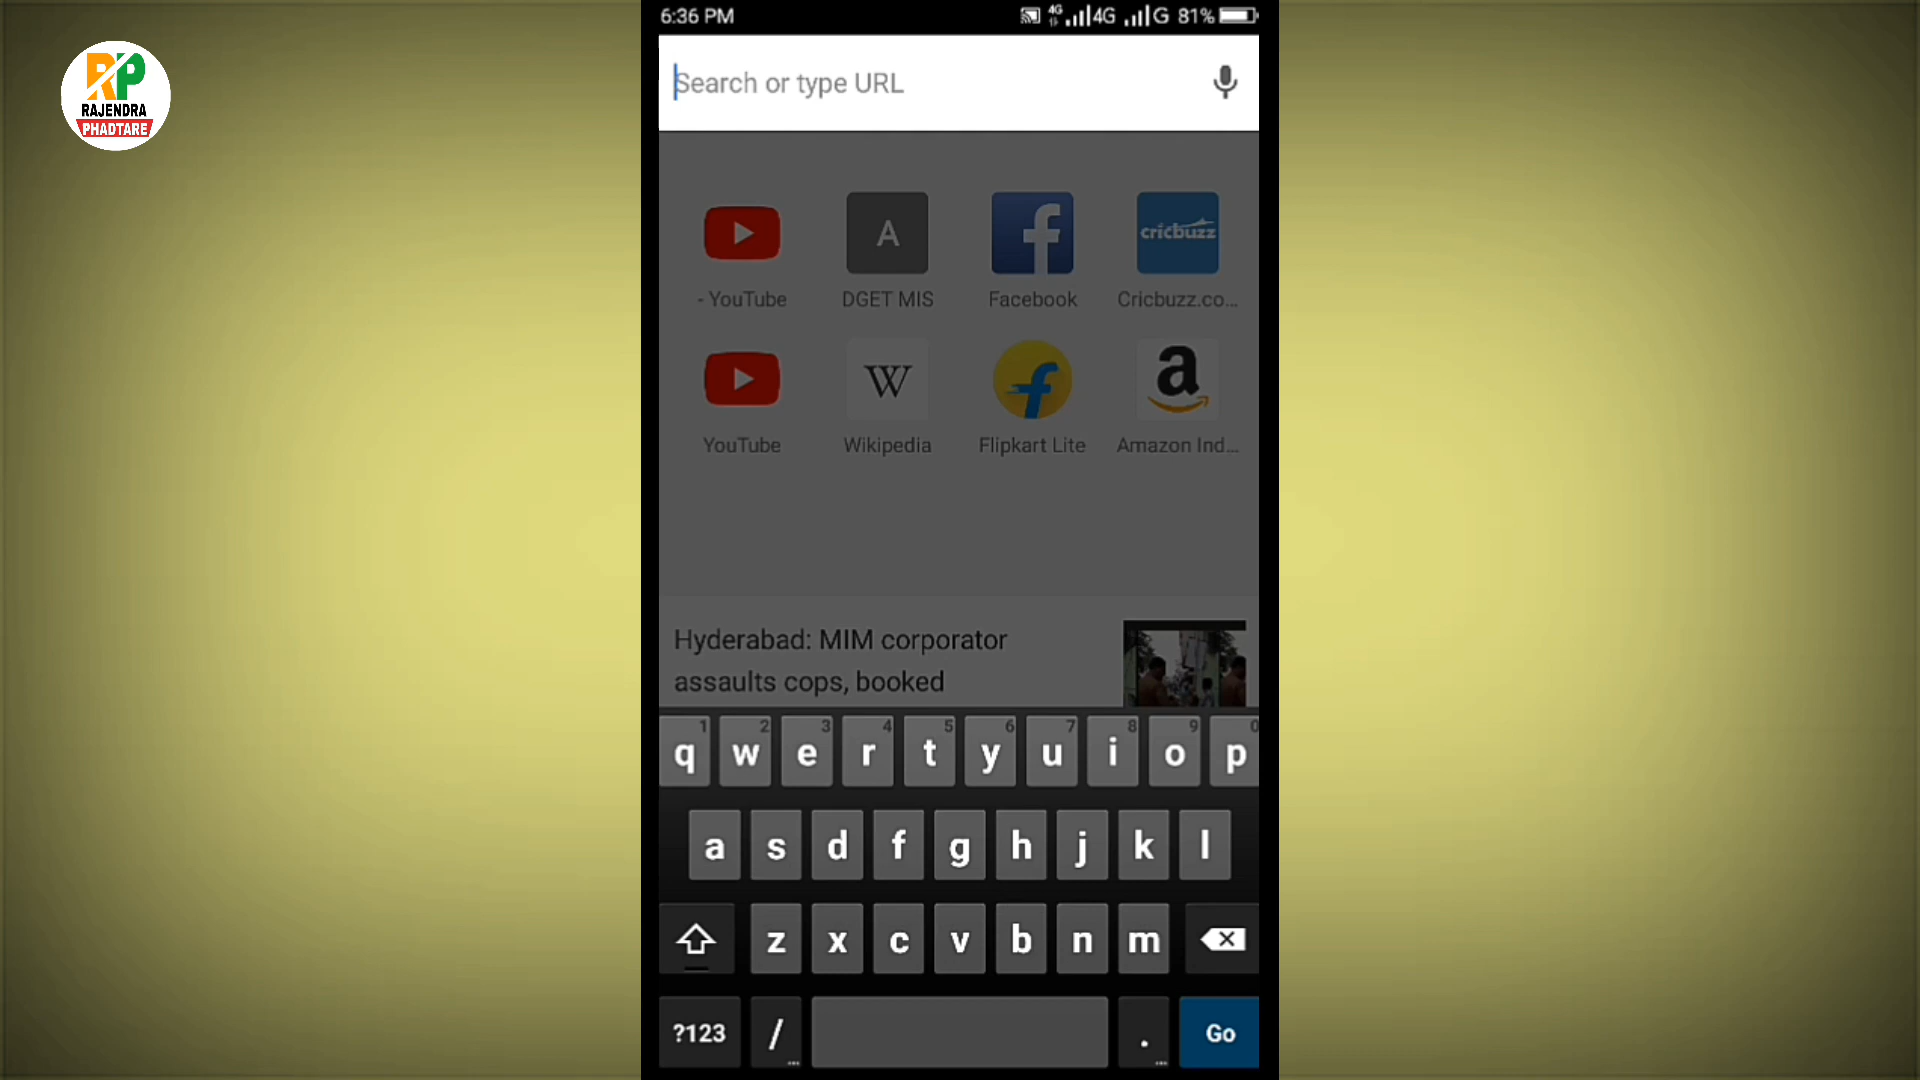 6:36 PM
4G 4G G 81%
RP
RAJENDRA
PHADTARE
Search or type URL
A
cricbuzz
- YouTube DGET MIS Facebook Cricbuzz.co...
W
a
YouTube Wikipedia Flipkart Lite Amazon Ind...
Hyderabad: MIM corporator
assaults cops, booked
1 2 3 4 5 6 7 8 9 0
q w e r t y u i o p
a s d f g h j k l
z x c v b n m
?123 / ... . ... Go